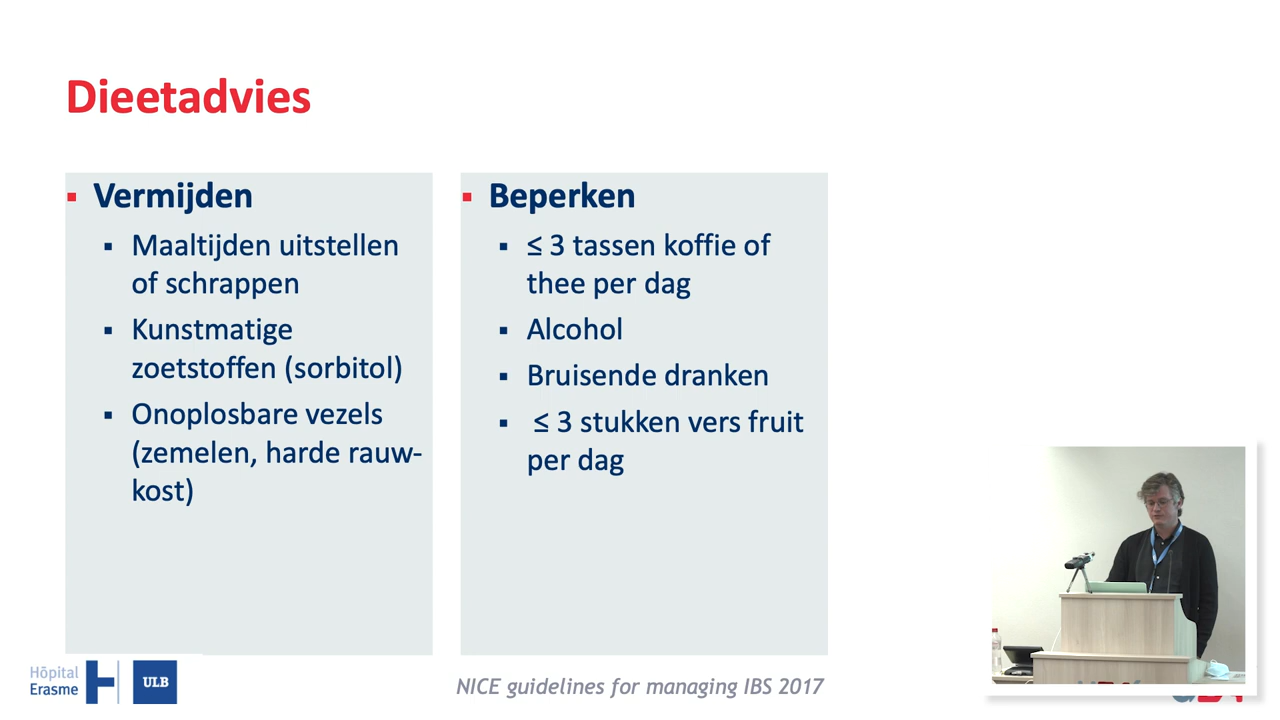 Dieetadvies
Vermijden
Maaltijden uitstellen
of schrappen
Kunstmatige
zoetstoffen (sorbitol)
Onoplosbare vezels
(zemelen, harde rauw-
kost)
Beperken
≤ 3 tassen koffie of
thee per dag
Alcohol
Bruisende dranken
≤ 3 stukken vers fruit
per dag
Hôpital
Erasme
ULB
NICE guidelines for managing IBS 2017